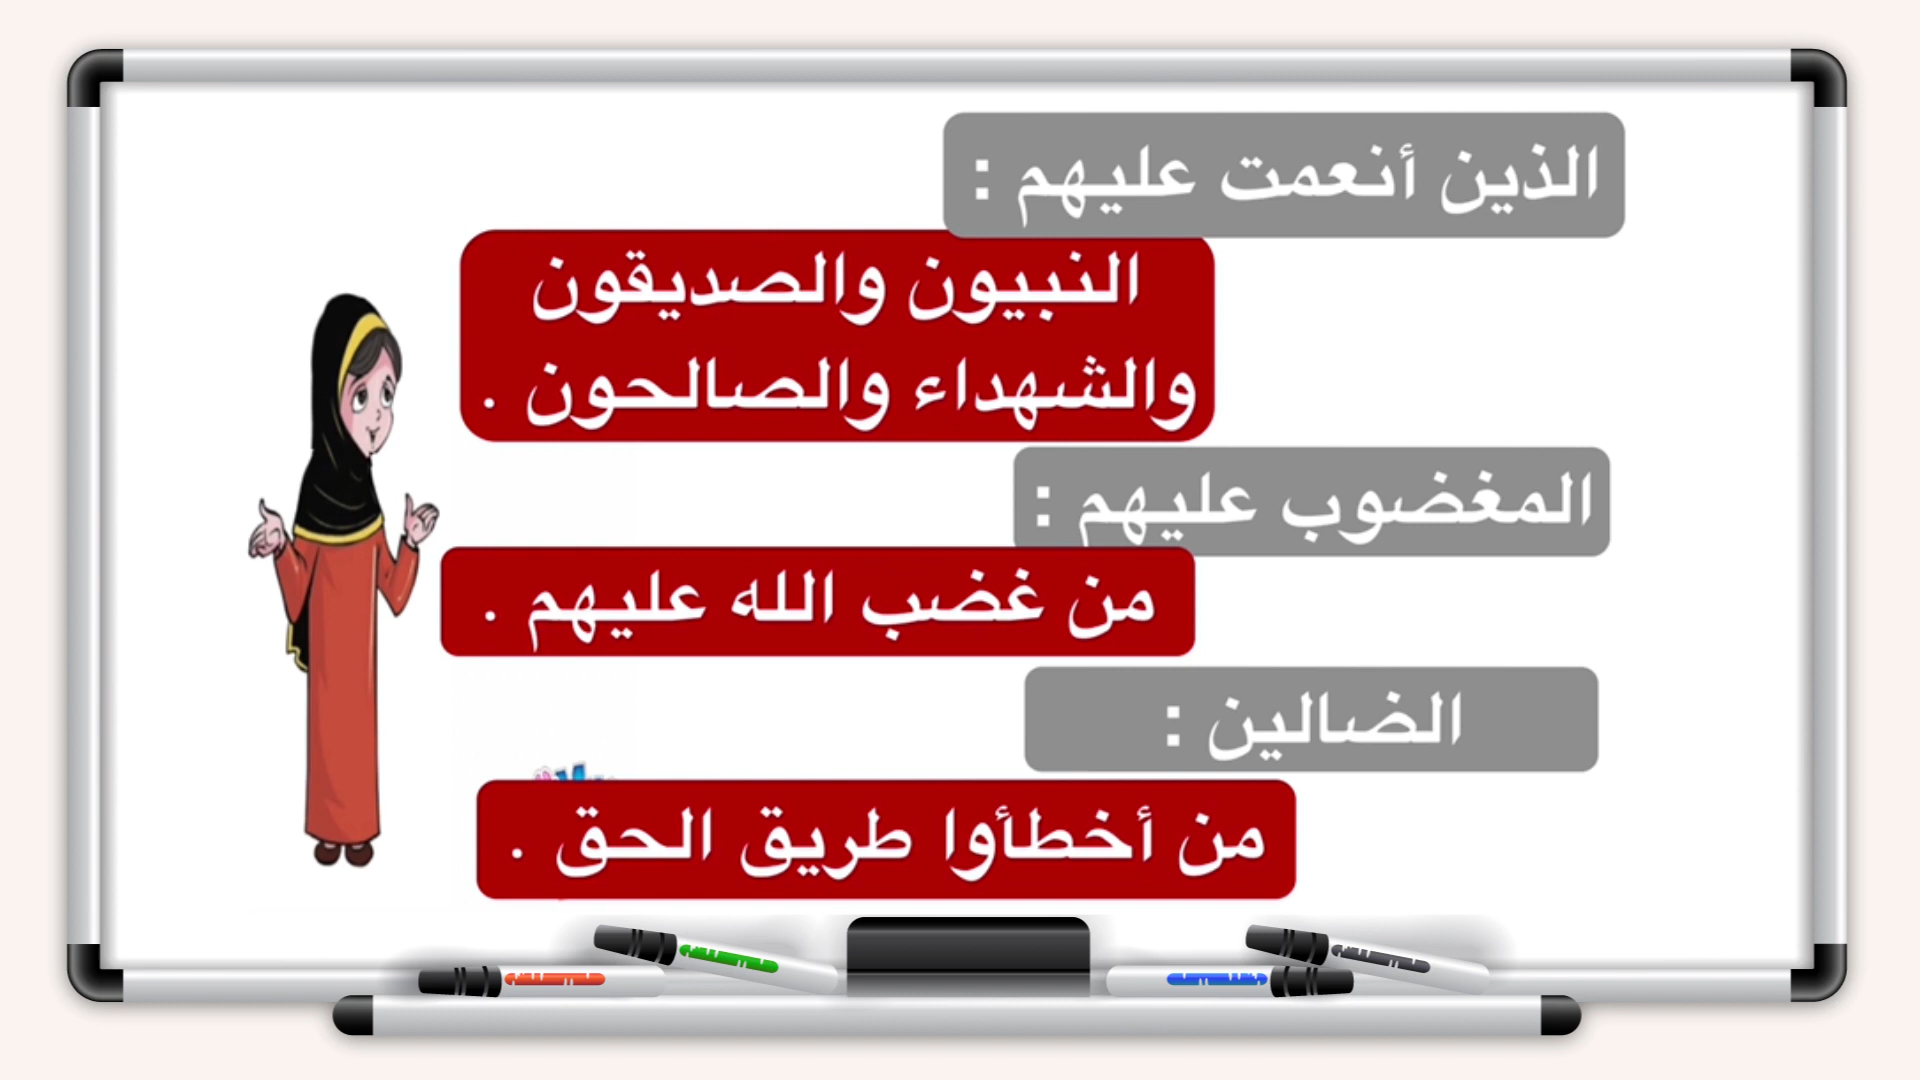 الذين أنعمت عليهم :
النبيون والصديقون
والشهداء والصالحون .
المغضوب عليهم :
من غضب الله عليهم .
الضالين :
من أخطأوا طريق الحق .